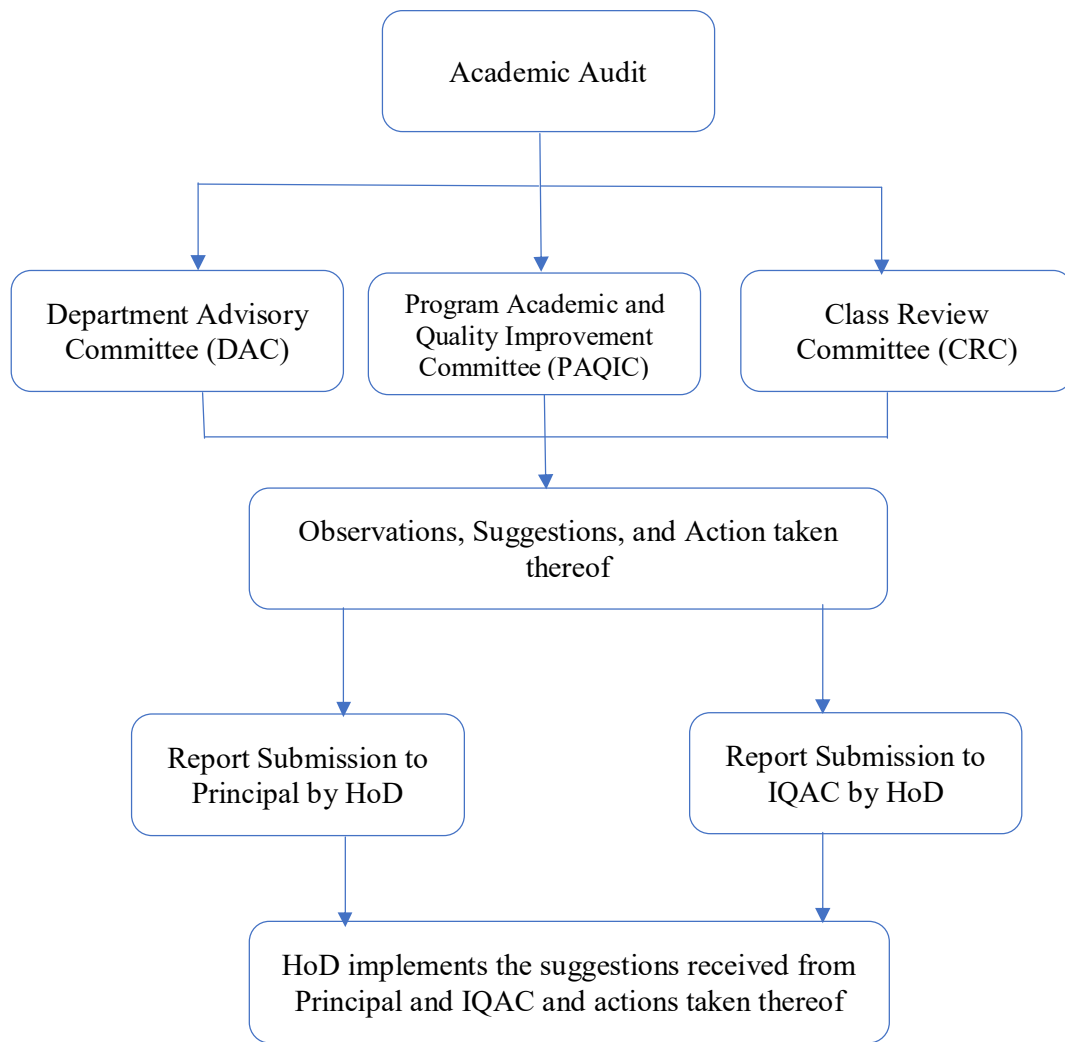 Academic Audit
Department Advisory
Committee (DAC)
Program Academic and
Quality Improvement
Committee (PAQIC)
Class Review
Committee (CRC)
Observations, Suggestions, and Action taken
thereof
Report Submission to
Principal by HoD
Report Submission to
IQAC by HoD
HoD implements the suggestions received from
Principal and IQAC and actions taken thereof